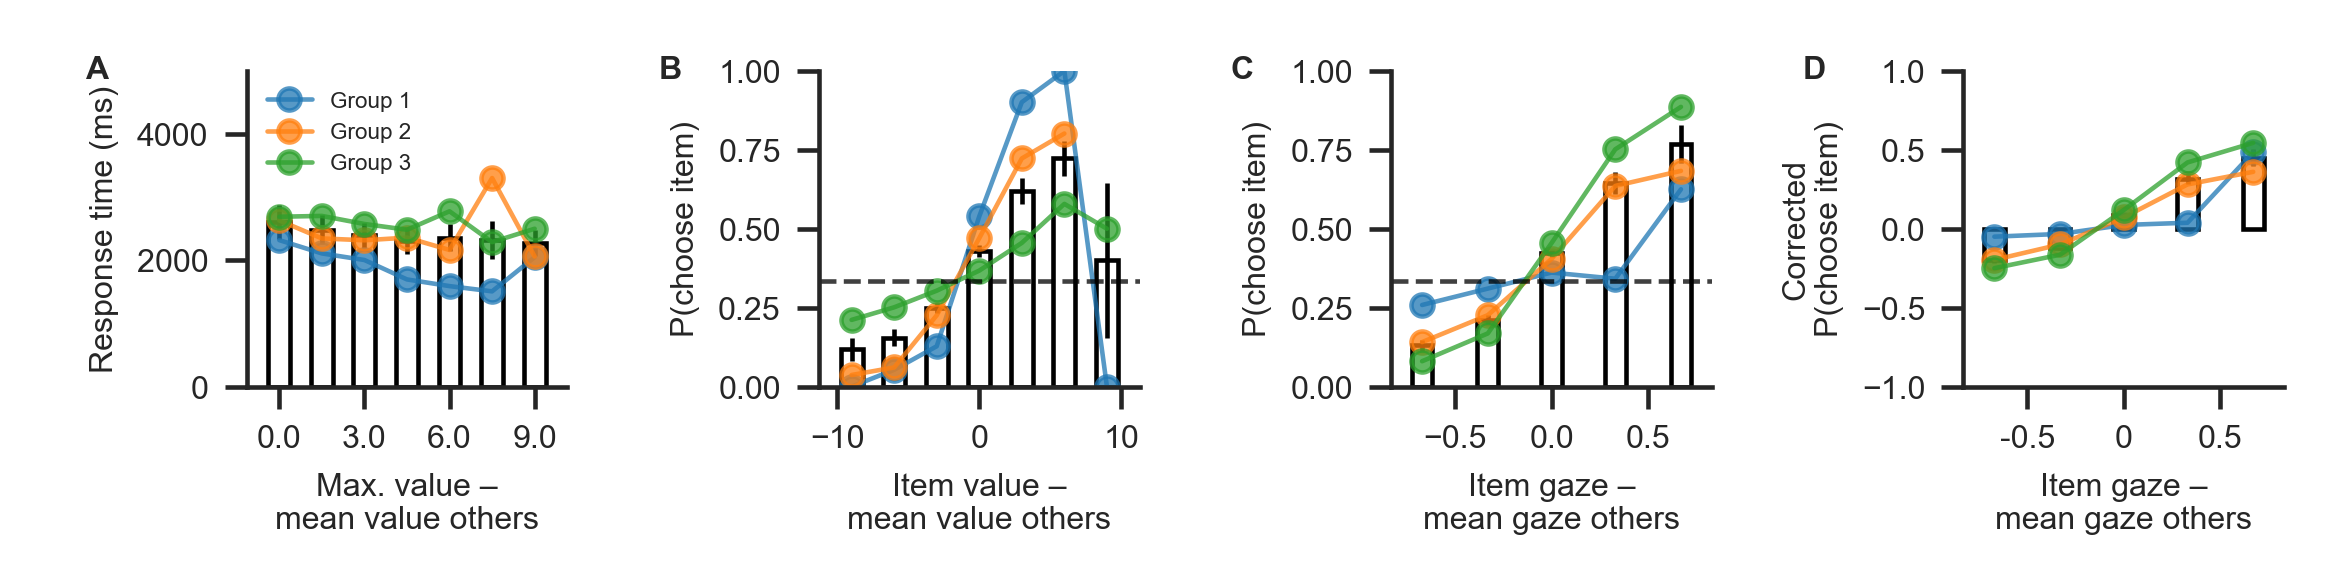 A
Response time (ms)
4000
2000
0
Group 1
Group 2
Group 3
0.0 3.0 6.0 9.0
Max. value –
mean value others
B
P(choose item)
1.00
0.75
0.50
0.25
0.00
−10 0 10
Item value –
mean value others
C
P(choose item)
1.00
0.75
0.50
0.25
0.00
−0.5 0.0 0.5
Item gaze –
mean gaze others
D
Corrected
P(choose item)
1.0
0.5
0.0
−0.5
−1.0
-0.5 0 0.5
Item gaze –
mean gaze others